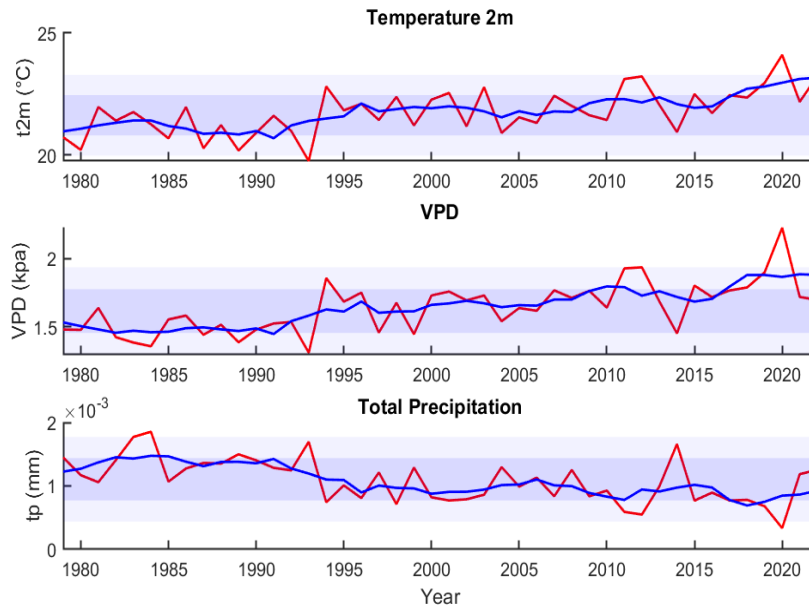 Temperature 2m
25
20
t2m (°C)
1980 1985 1990 1995 2000 2005 2010 2015 2020
VPD
2
1.5
VPD (kpa)
1980 1985 1990 1995 2000 2005 2010 2015 2020
Total Precipitation
×10⁻³
2
1
0
tp (mm)
1980 1985 1990 1995 2000 2005 2010 2015 2020
Year